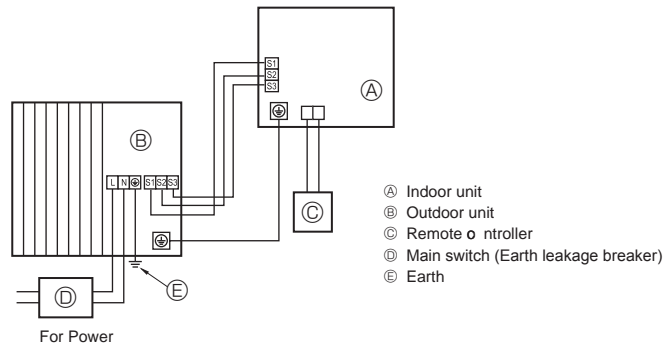 S1
S2
S3
Ⓐ
Ⓑ
L N S1 S2 S3
Ⓒ
Ⓓ
Ⓔ
For Power
Ⓐ Indoor unit
Ⓑ Outdoor unit
Ⓒ Remote o ntroller
Ⓓ Main switch (Earth leakage breaker)
Ⓔ Earth